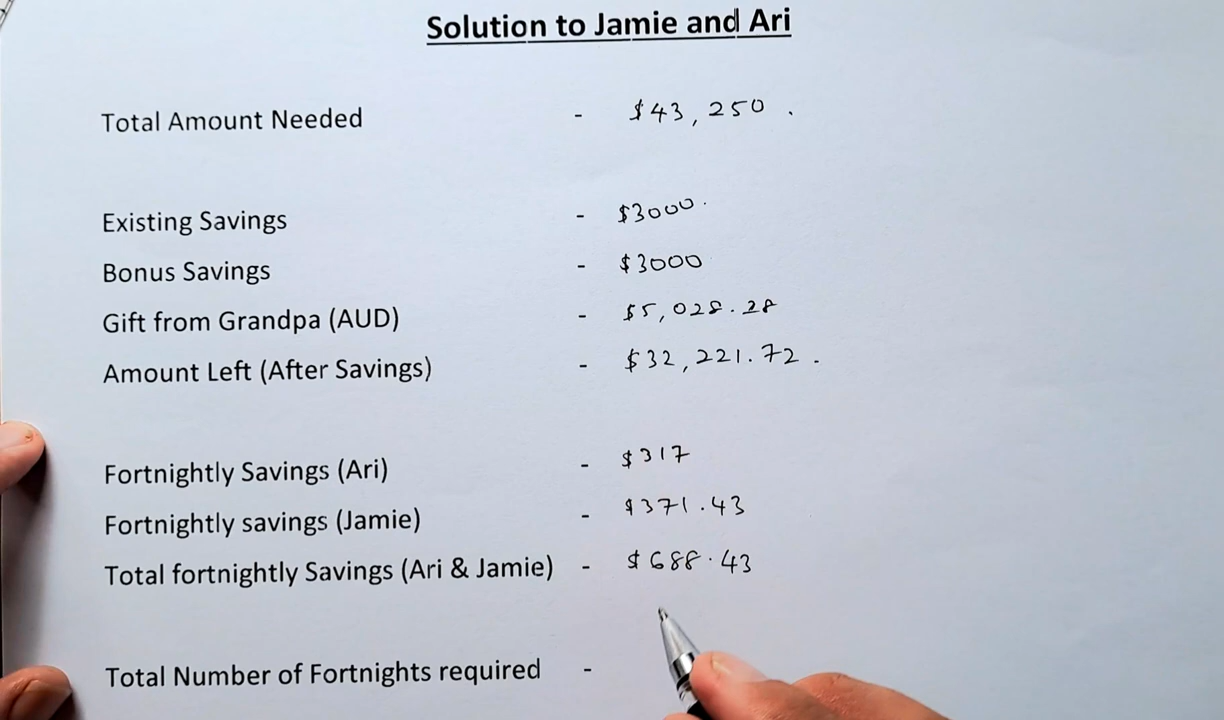 Solution to Jamie and Ari
Total Amount Needed - $43,250.
Existing Savings - $3000.
Bonus Savings - $3000
Gift from Grandpa (AUD) - $5,028.28
Amount Left (After Savings) - $32,221.72.
Fortnightly Savings (Ari) - $317
Fortnightly savings (Jamie) - $371.43
Total fortnightly Savings (Ari & Jamie) - $688.43
Total Number of Fortnights required -